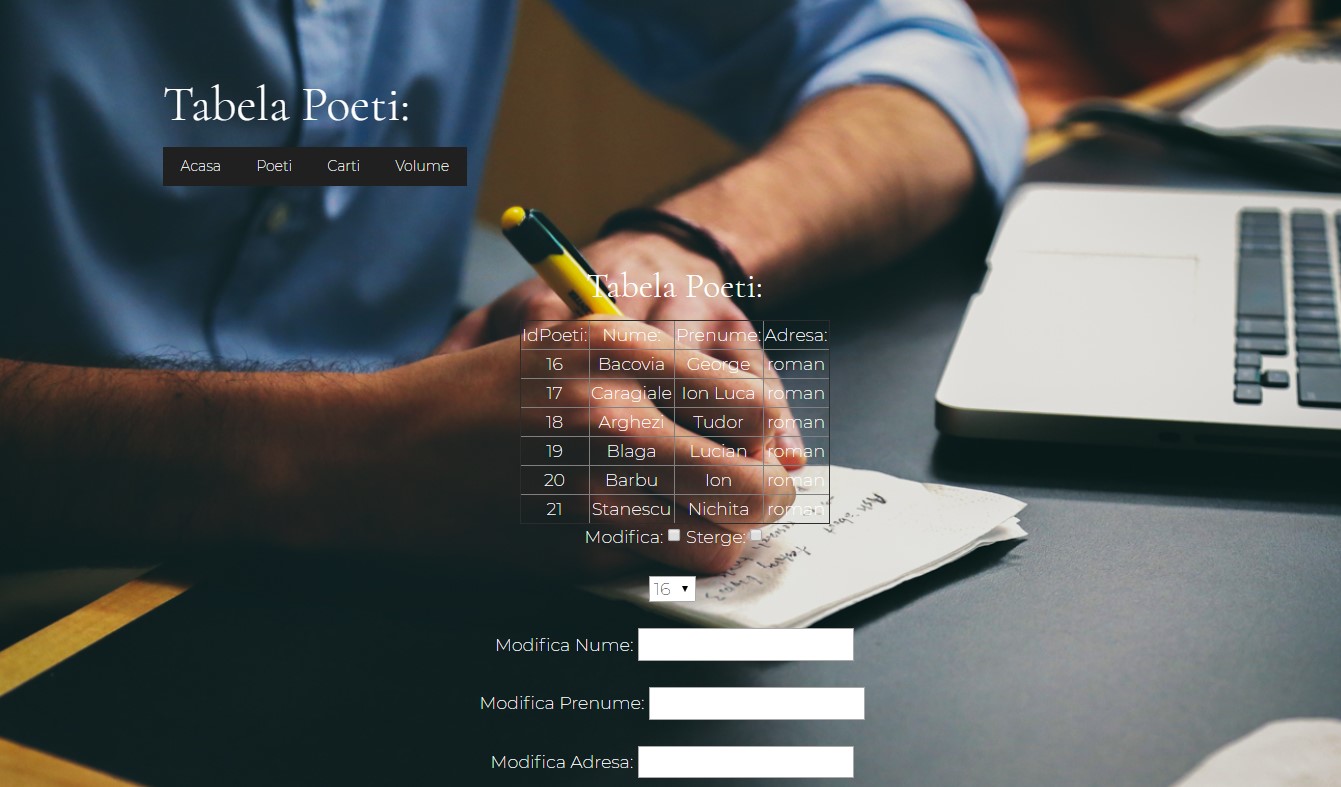 Tabela Poeti:
Acasa Poeti Carti Volume
Tabela Poeti:
IdPoeti: Nume: Prenume: Adresa:
16 Bacovia George roman
17 Caragiale Ion Luca roman
18 Arghezi Tudor roman
19 Blaga Lucian roman
20 Barbu Ion roman
21 Stanescu Nichita roman
Modifica: Sterge:
16
Modifica Nume:
Modifica Prenume:
Modifica Adresa: